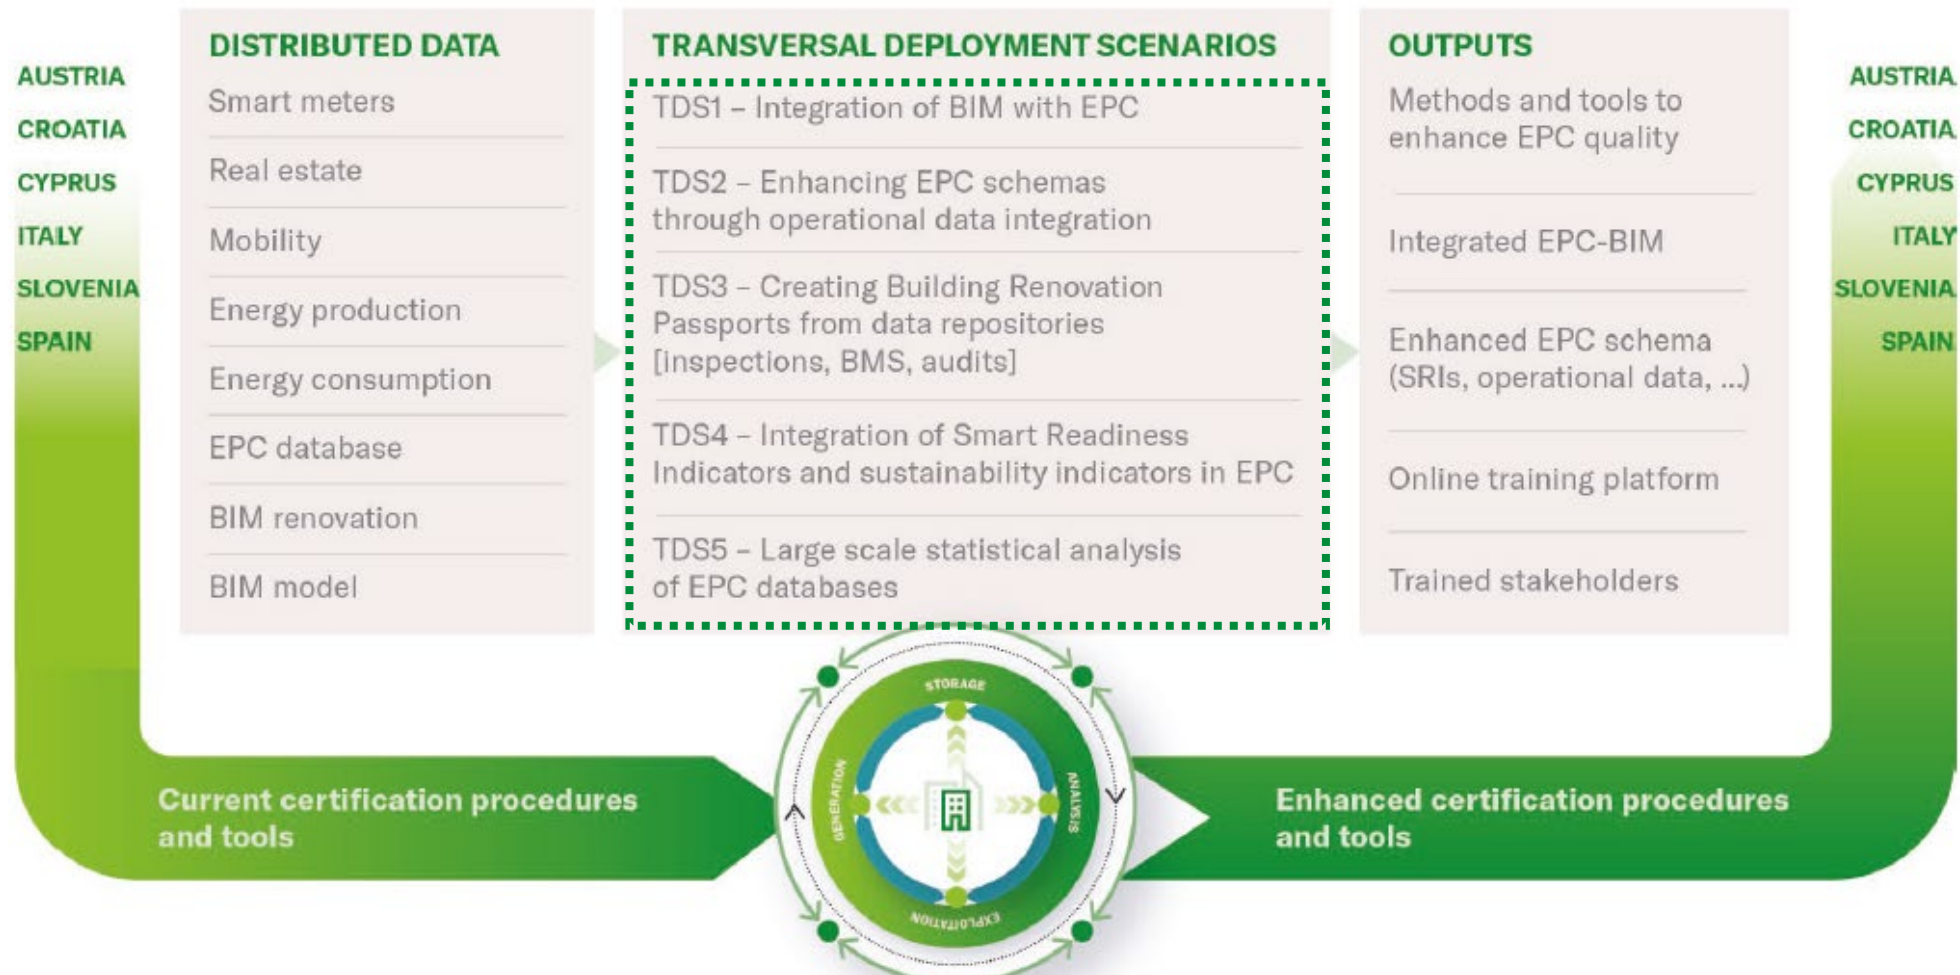 AUSTRIA
CROATIA
CYPRUS
ITALY
SLOVENIA
SPAIN
DISTRIBUTED DATA
Smart meters
Real estate
Mobility
Energy production
Energy consumption
EPC database
BIM renovation
BIM model
TRANSVERSAL DEPLOYMENT SCENARIOS
TDS1 – Integration of BIM with EPC
TDS2 – Enhancing EPC schemas
through operational data integration
TDS3 – Creating Building Renovation
Passports from data repositories
[inspections, BMS, audits]
TDS4 – Integration of Smart Readiness
Indicators and sustainability indicators in EPC
TDS5 – Large scale statistical analysis
of EPC databases
OUTPUTS
Methods and tools to
enhance EPC quality
Integrated EPC-BIM
Enhanced EPC schema
(SRIs, operational data, ...)
Online training platform
Trained stakeholders
AUSTRIA
CROATIA
CYPRUS
ITALY
SLOVENIA
SPAIN
Current certification procedures
and tools
STORAGE
GENERATION
ANALYSIS
EXPLOITATION
Enhanced certification procedures
and tools